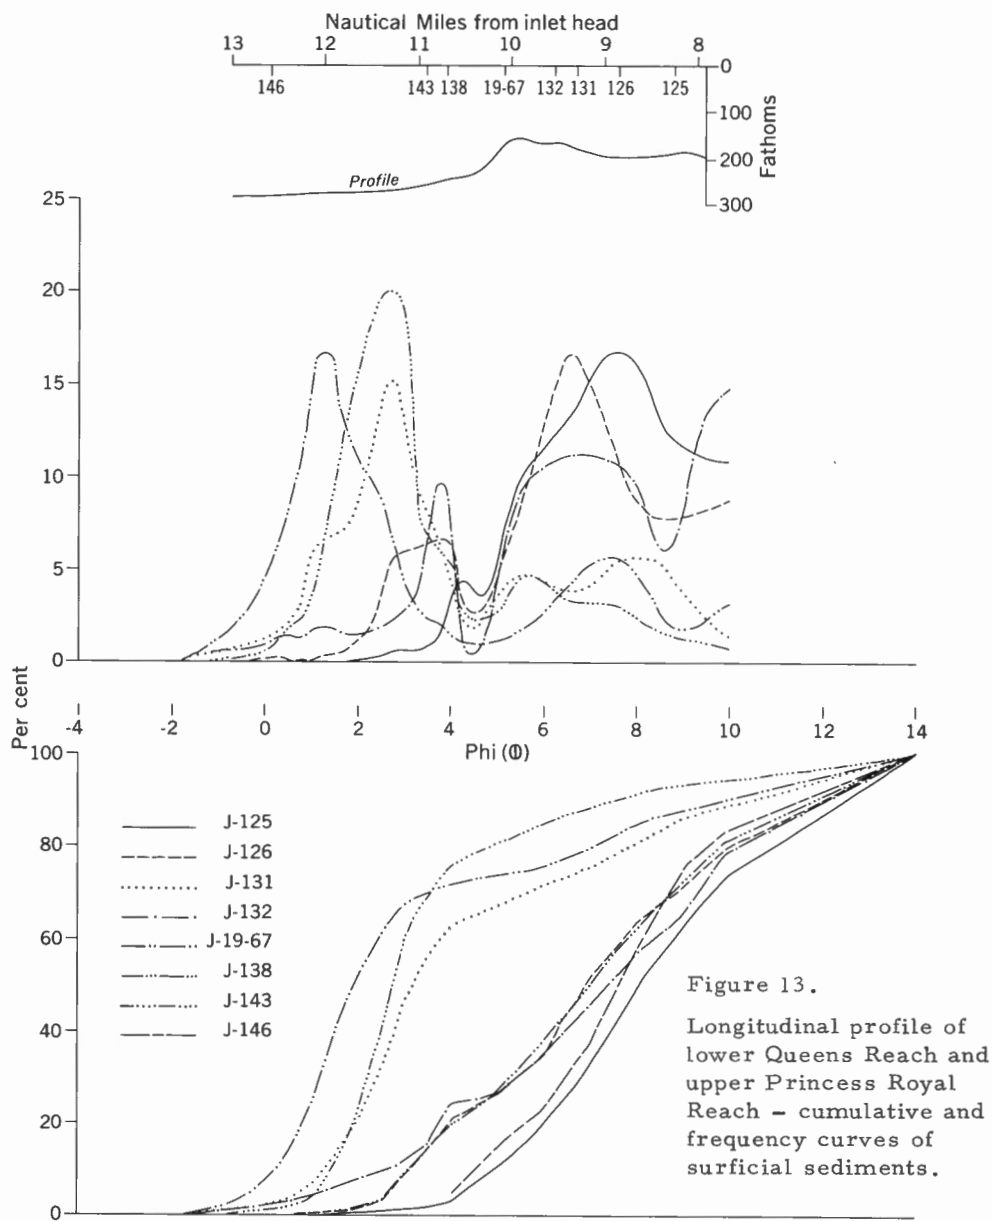 Nautical Miles from inlet head
13 12 11 10 9 8
146 143 138 19-67 132 131 126 125
0
100
200
300
Fathoms
Profile
25
20
15
10
5
0
Per cent
-4 -2 0 2 4 6 8 10 12 14
Phi (Φ)
100
80
60
40
20
0
J-125
J-126
J-131
J-132
J-19-67
J-138
J-143
J-146
Figure 13.
Longitudinal profile of
lower Queens Reach and
upper Princess Royal
Reach – cumulative and
frequency curves of
surficial sediments.